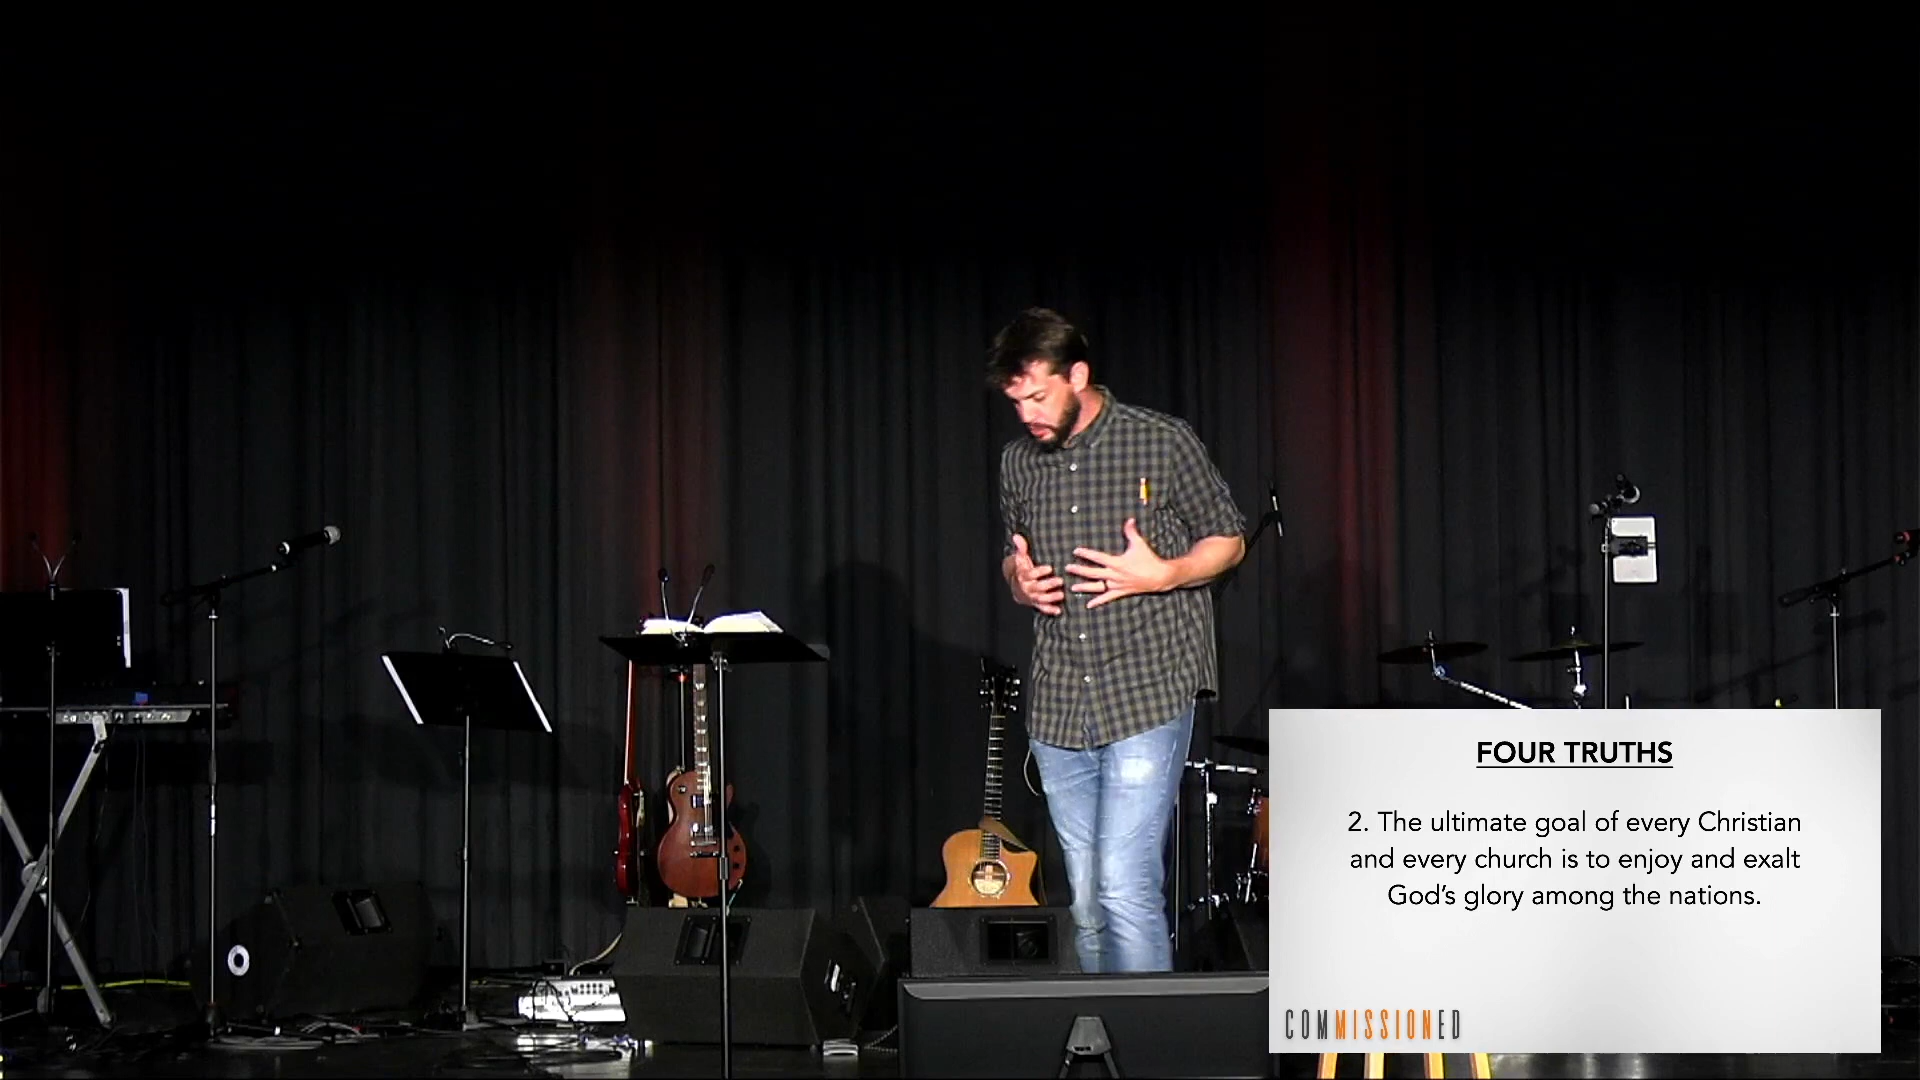 FOUR TRUTHS
2. The ultimate goal of every Christian
and every church is to enjoy and exalt
God's glory among the nations.
COMMISSIONED